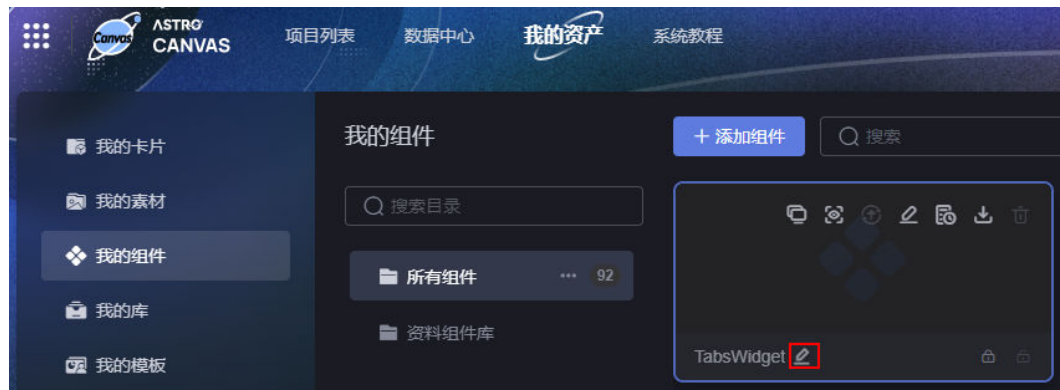 Canvas
ASTRO
CANVAS
项目列表
数据中心
我的资产
系统教程
我的卡片
我的素材
我的组件
我的库
我的模板
我的组件
搜索目录
所有组件 ... 92
资料组件库
+ 添加组件
搜索
TabsWidget